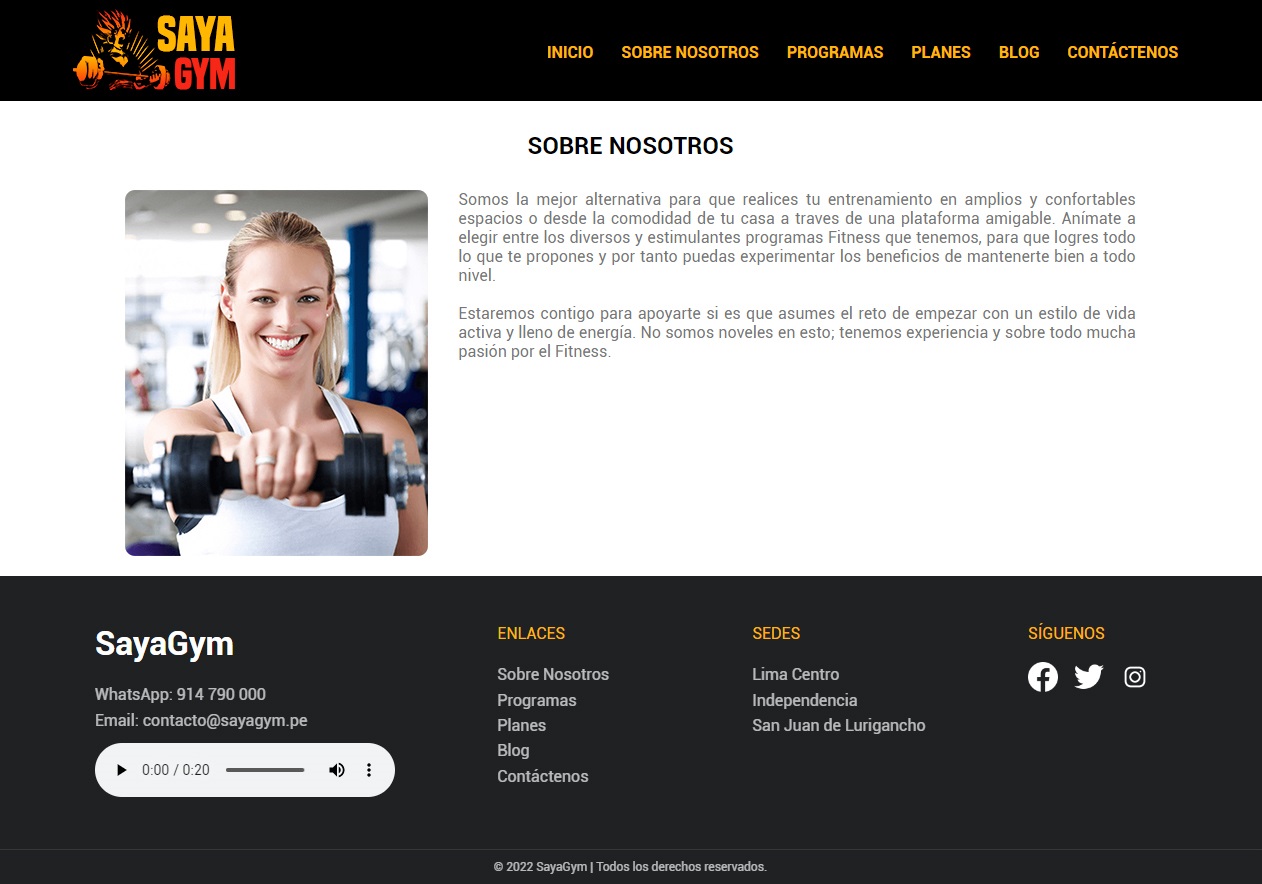 SAYA
GYM
INICIO SOBRE NOSOTROS PROGRAMAS PLANES BLOG CONTÁCTENOS
SOBRE NOSOTROS
Somos la mejor alternativa para que realices tu entrenamiento en amplios y confortables
espacios o desde la comodidad de tu casa a traves de una plataforma amigable. Anímate a
elegir entre los diversos y estimulantes programas Fitness que tenemos, para que logres todo
lo que te propones y por tanto puedas experimentar los beneficios de mantenerte bien a todo
nivel.
Estaremos contigo para apoyarte si es que asumes el reto de empezar con un estilo de vida
activa y lleno de energía. No somos noveles en esto; tenemos experiencia y sobre todo mucha
pasión por el Fitness.
SayaGym
WhatsApp: 914 790 000
Email: contacto@sayagym.pe
0:00 / 0:20
ENLACES
Sobre Nosotros
Programas
Planes
Blog
Contáctenos
SEDES
Lima Centro
Independencia
San Juan de Lurigancho
SÍGUENOS
© 2022 SayaGym | Todos los derechos reservados.